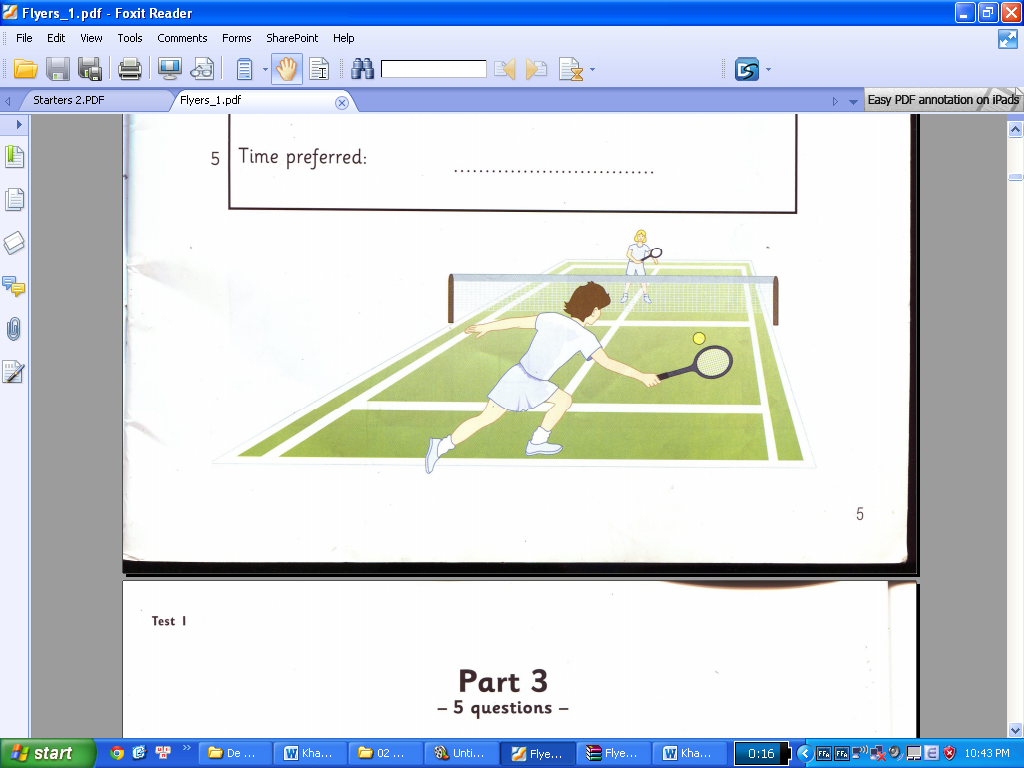 Flyers_1.pdf - Foxit Reader
File Edit View Tools Comments Forms SharePoint Help
Starters 2.PDF Flyers_1.pdf Easy PDF annotation on iPads
5 Time preferred: ................................
5
Test 1
Part 3
– 5 questions –
start De ... Kha... 02 ... Unti... Flye... Flye... Kha... 0:16 FFa FFa E 10:43 PM